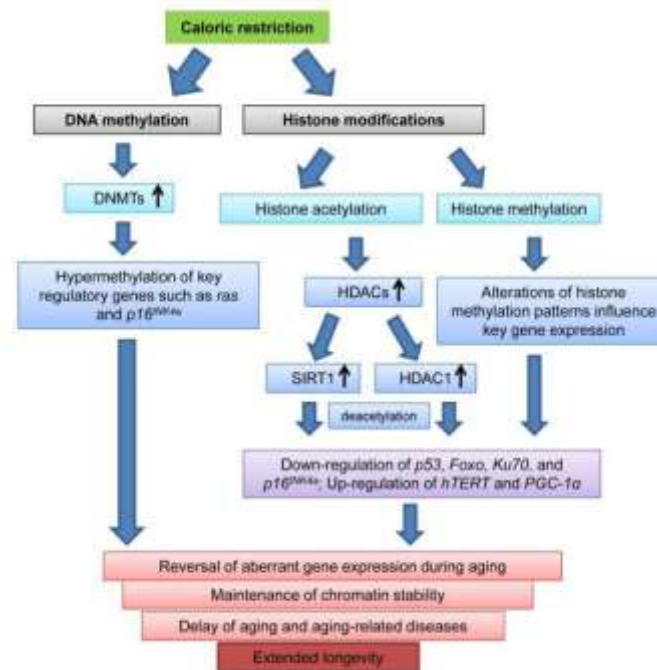 Caloric restriction
DNA methylation
Histone modifications
DNMTs
Histone acetylation
Histone methylation
Hypermethylation of key
regulatory genes such as ras
and p16INK4a
HDACs
Alterations of histone
methylation patterns influence
key gene expression
SIRT1
HDAC1
deacetylation
Down-regulation of p53, Foxo, Ku70, and
p16INK4a; Up-regulation of hTERT and PGC-1α
Reversal of aberrant gene expression during aging
Maintenance of chromatin stability
Delay of aging and aging-related diseases
Extended longevity